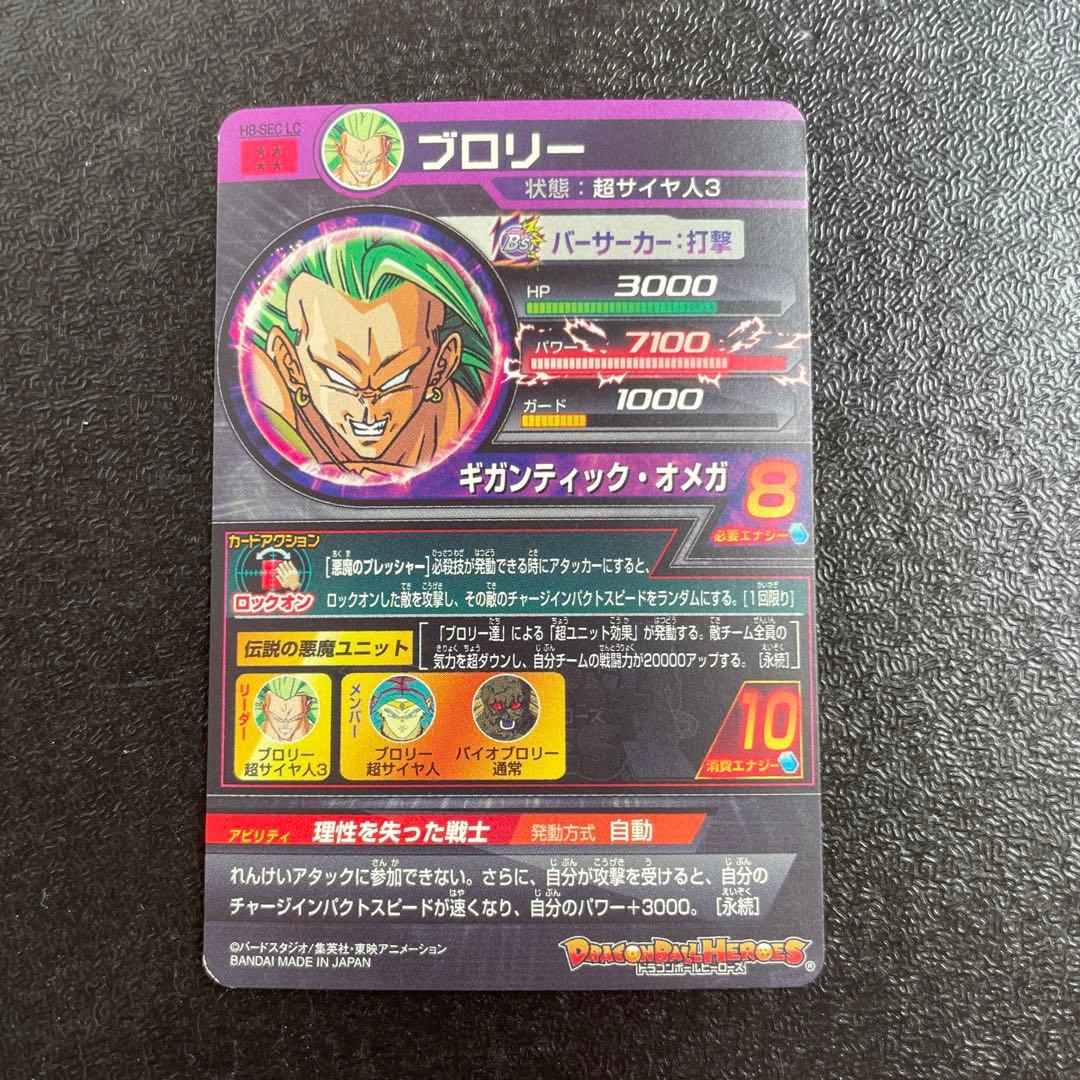 H8-SEC LC
ブロリー
状態：超サイヤ人3
BS
バーサーカー：打撃
HP 3000
パワー 7100
ガード 1000
ギガンティック・オメガ
8
必要エナジー
カードアクション
ロックオン
[悪魔のプレッシャー]必殺技が発動できる時にアタッカーにすると、
ロックオンした敵を攻撃し、その敵のチャージインパクトスピードをランダムにする。[1回限り]
伝説の悪魔ユニット
「ブロリー達」による「超ユニット効果」が発動する。敵チーム全員の
気力を超ダウンし、自分チームの戦闘力が20000アップする。[永続]
リーダー
ブロリー
超サイヤ人3
メンバー
ブロリー
超サイヤ人
バイオブロリー
通常
10
消費エナジー
アビリティ 理性を失った戦士 発動方式 自動
れんけいアタックに参加できない。さらに、自分が攻撃を受けると、自分の
チャージインパクトスピードが速くなり、自分のパワー＋3000。[永続]
©バードスタジオ/集英社・東映アニメーション
BANDAI MADE IN JAPAN
DRAGONBALL HEROES
ドラゴンボールヒーローズ
®